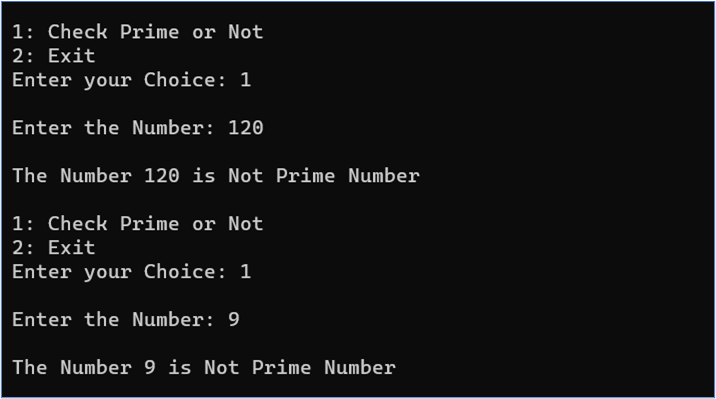 1: Check Prime or Not
2: Exit
Enter your Choice: 1
Enter the Number: 120
The Number 120 is Not Prime Number
1: Check Prime or Not
2: Exit
Enter your Choice: 1
Enter the Number: 9
The Number 9 is Not Prime Number